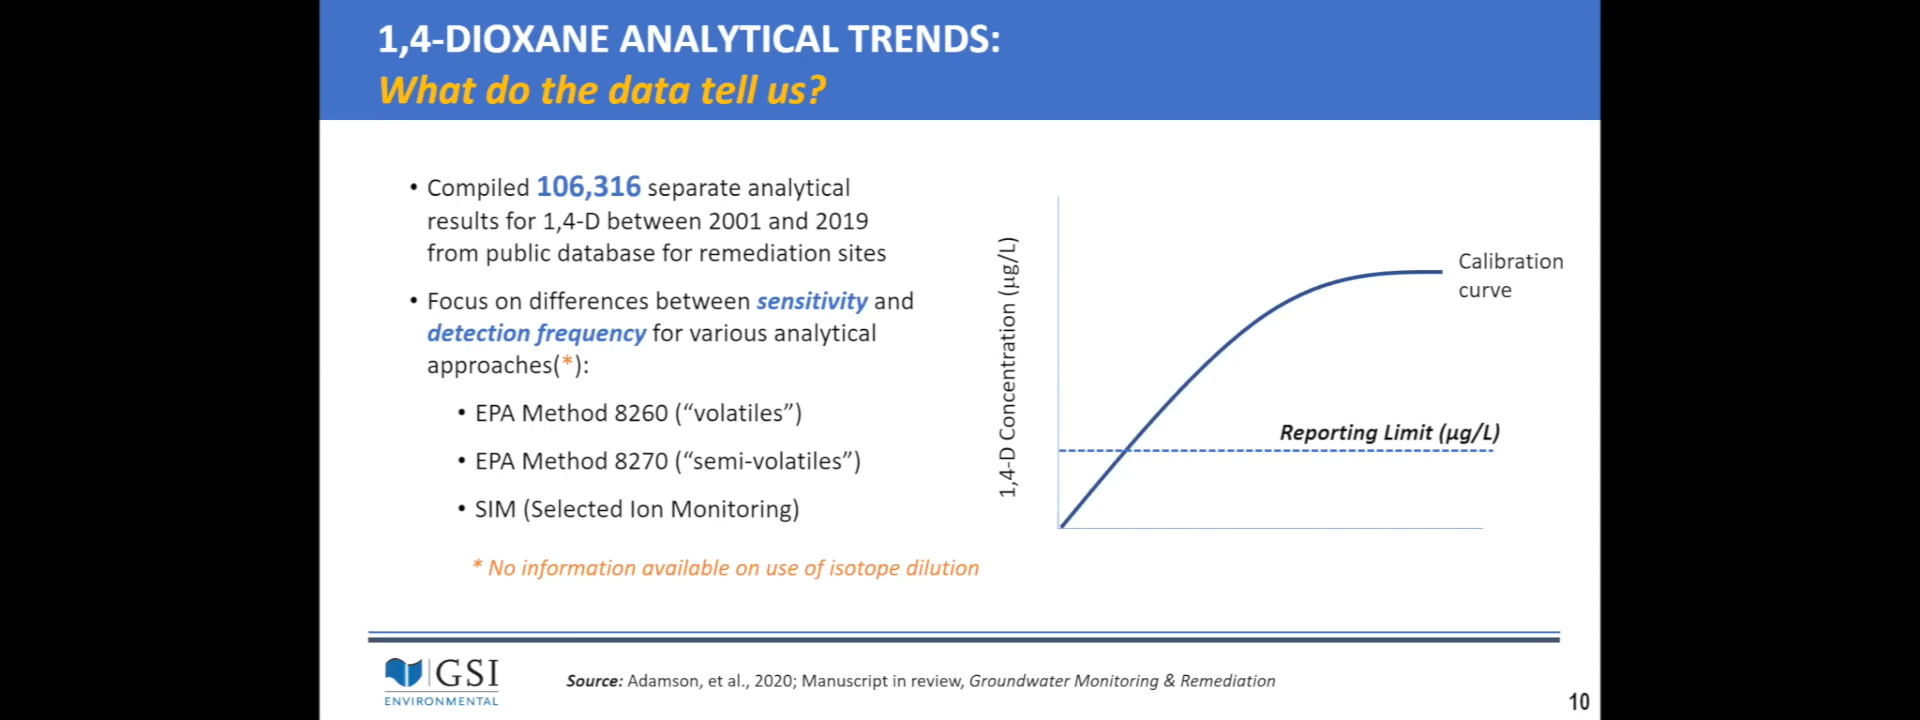 1,4-DIOXANE ANALYTICAL TRENDS:
What do the data tell us?
• Compiled 106,316 separate analytical
results for 1,4-D between 2001 and 2019
from public database for remediation sites
• Focus on differences between sensitivity and
detection frequency for various analytical
approaches(*):
• EPA Method 8260 (“volatiles”)
• EPA Method 8270 (“semi-volatiles”)
• SIM (Selected Ion Monitoring)
* No information available on use of isotope dilution
1,4-D Concentration (µg/L)
Calibration
curve
Reporting Limit (µg/L)
GSI
ENVIRONMENTAL
Source: Adamson, et al., 2020; Manuscript in review, Groundwater Monitoring & Remediation
10